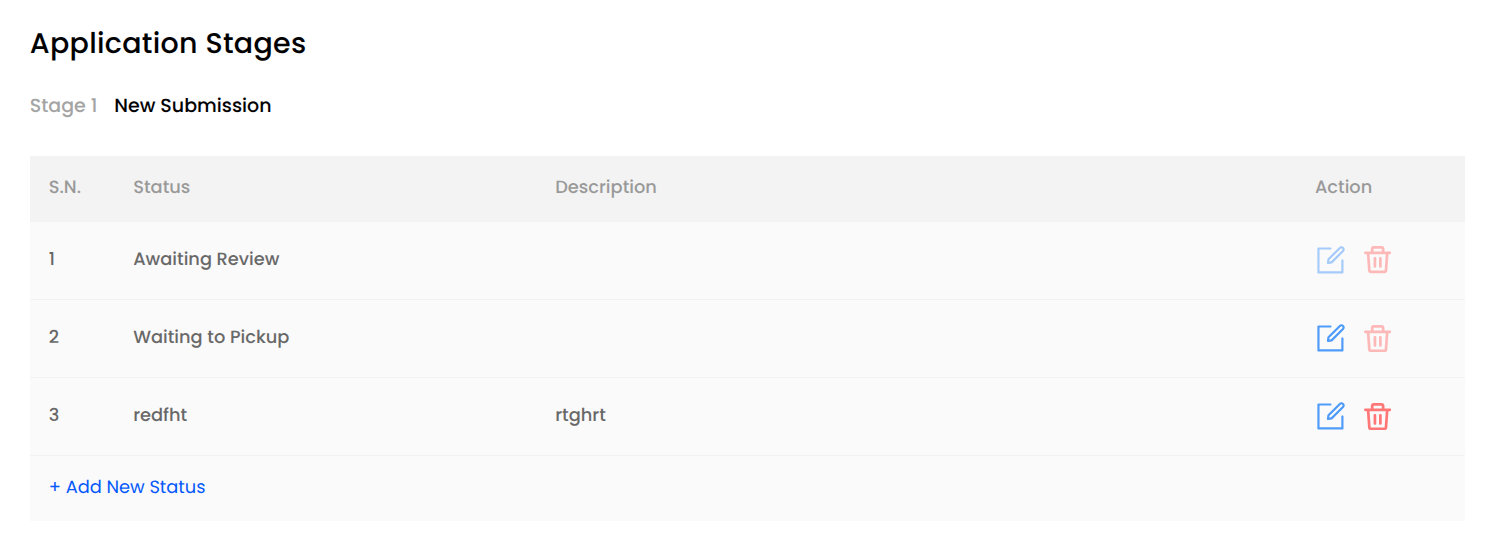 Application Stages
Stage 1 New Submission
S.N. Status Description Action
1 Awaiting Review
2 Waiting to Pickup
3 redfht rtghrt
+ Add New Status